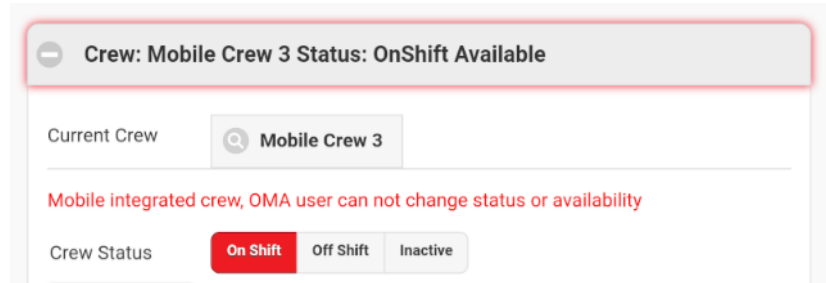 Crew: Mobile Crew 3 Status: OnShift Available
Current Crew Mobile Crew 3
Mobile integrated crew, OMA user can not change status or availability
Crew Status On Shift Off Shift Inactive